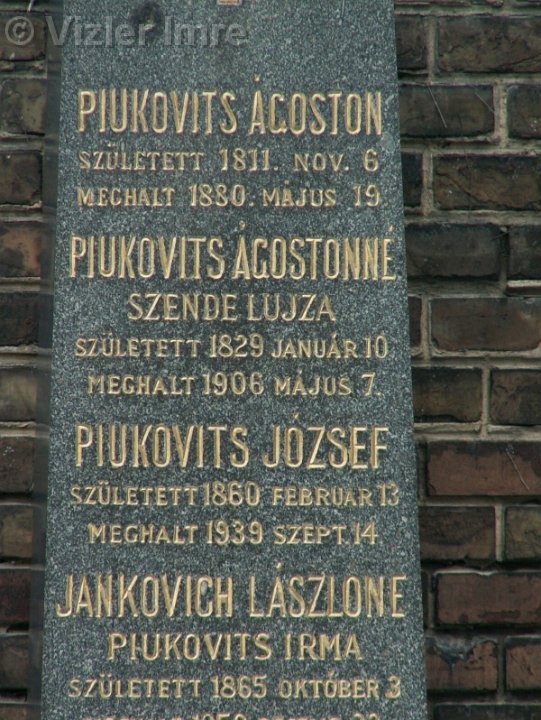 © Vizler Imre
PIUKOVITS ÁGOSTON
SZÜLETETT 1811. NOV. 6
MEGHALT 1880. MÁJUS 19
PIUKOVITS ÁGOSTONNÉ
SZENDE LUJZA
SZÜLETETT 1829 JANUÁR 10
MEGHALT 1906 MÁJUS 7.
PIUKOVITS JÓZSEF
SZÜLETETT 1860 FEBRUAR 13
MEGHALT 1939 SZEPT. 14
JANKOVICH LÁSZLONE
PIUKOVITS IRMA
SZÜLETETT 1865 OKTÓBER 3